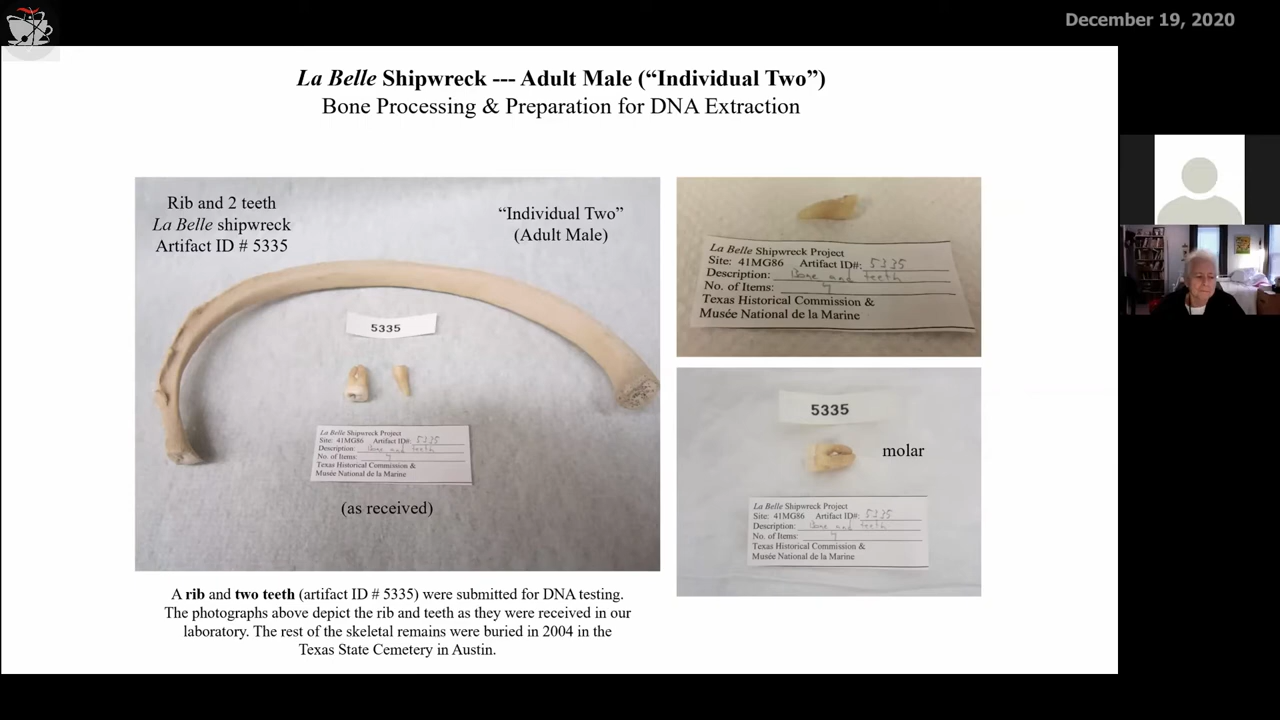 December 19, 2020
La Belle Shipwreck --- Adult Male (“Individual Two”)
Bone Processing & Preparation for DNA Extraction
Rib and 2 teeth
La Belle shipwreck
Artifact ID # 5335
“Individual Two”
(Adult Male)
5335
La Belle Shipwreck Project
Site: 41MG86 Artifact ID#: 5335
Description: Bone and teeth
No. of Items:
Texas Historical Commission &
Musée National de la Marine
(as received)
La Belle Shipwreck Project
Site: 41MG86 Artifact ID#: 5335
Description: Bone and teeth
No. of Items:
Texas Historical Commission &
Musée National de la Marine
5335
molar
La Belle Shipwreck Project
Site: 41MG86 Artifact ID#: 5335
Description: Bone and teeth
No. of Items:
Texas Historical Commission &
Musée National de la Marine
A rib and two teeth (artifact ID # 5335) were submitted for DNA testing.
The photographs above depict the rib and teeth as they were received in our
laboratory. The rest of the skeletal remains were buried in 2004 in the
Texas State Cemetery in Austin.